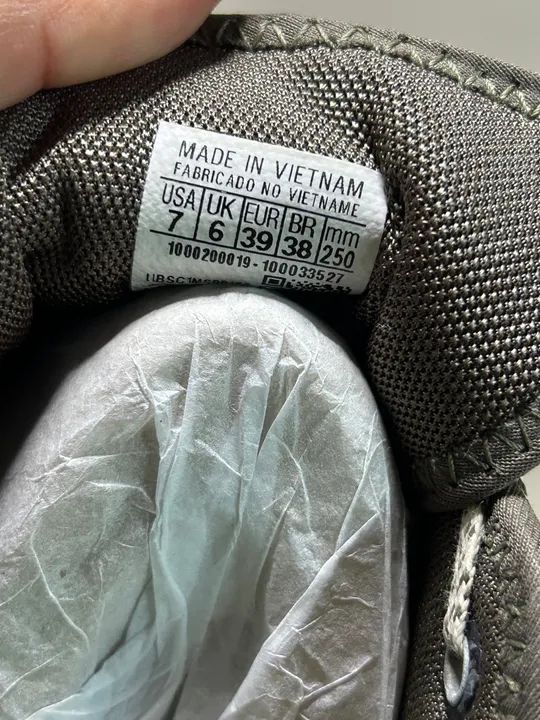 MADE IN VIETNAM
FABRICADO NO VIETNAME
USA UK EUR BR mm
7 6 39 38 250
1000200019-100033527